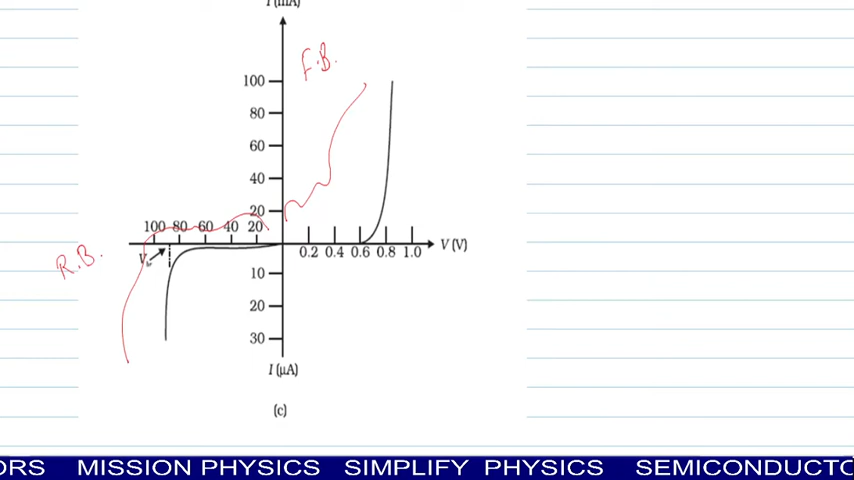 I (mA)
F.B.
100
80
60
40
20
100 80 60 40 20
0.2 0.4 0.6 0.8 1.0
V (V)
R.B.
Vbr
10
20
30
I (μA)
(c)
ORS MISSION PHYSICS SIMPLIFY PHYSICS SEMICONDUCTO